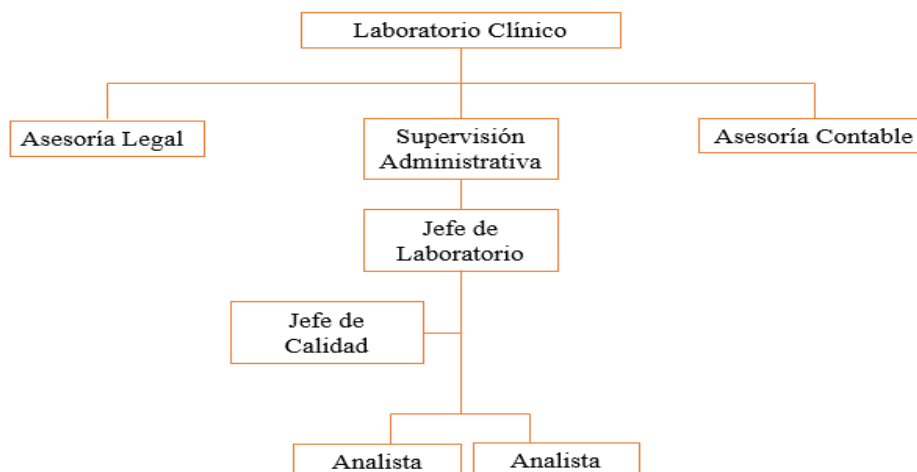 Laboratorio Clínico
Asesoría Legal
Supervisión
Administrativa
Asesoría Contable
Jefe de
Laboratorio
Jefe de
Calidad
Analista
Analista